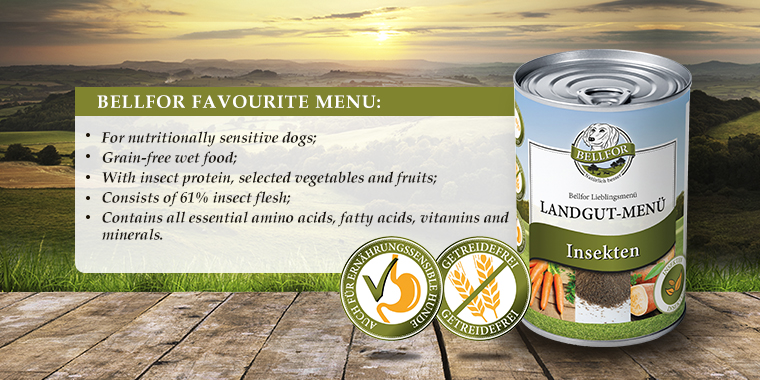 BELLFOR FAVOURITE MENU:
• For nutritionally sensitive dogs;
• Grain-free wet food;
• With insect protein, selected vegetables and fruits;
• Consists of 61% insect flesh;
• Contains all essential amino acids, fatty acids, vitamins and
minerals.
AUCH FÜR ERNÄHRUNGSSENSIBLE HUNDE
GETREIDEFREI
GETREIDEFREI
BELLFOR
Natürlich besser
Bellfor Lieblingsmenü
LANDGUT-MENÜ
Insekten